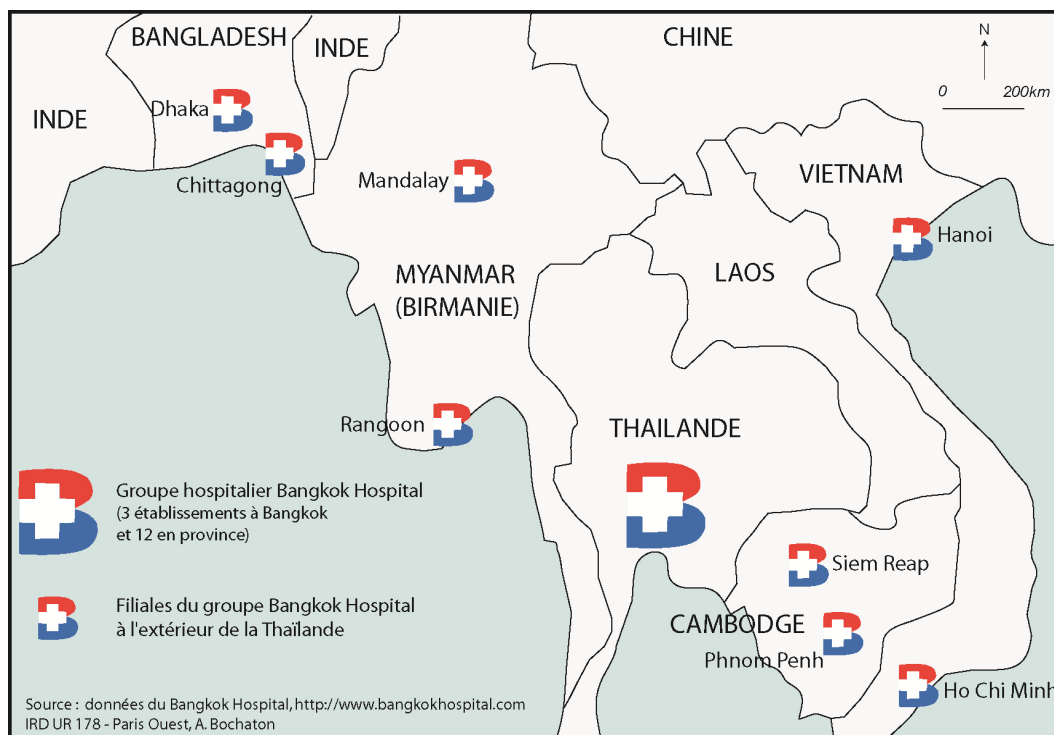 BANGLADESH
INDE
CHINE
N
0 200km
INDE
Dhaka
Chittagong
Mandalay
VIETNAM
Hanoi
LAOS
MYANMAR
(BIRMANIE)
Rangoon
THAILANDE
Groupe hospitalier Bangkok Hospital
(3 établissements à Bangkok
et 12 en province)
Siem Reap
Filiales du groupe Bangkok Hospital
à l'extérieur de la Thaïlande
CAMBODGE
Phnom Penh
Ho Chi Minh
Source : données du Bangkok Hospital, http://www.bangkokhospital.com
IRD UR 178 - Paris Ouest, A. Bochaton